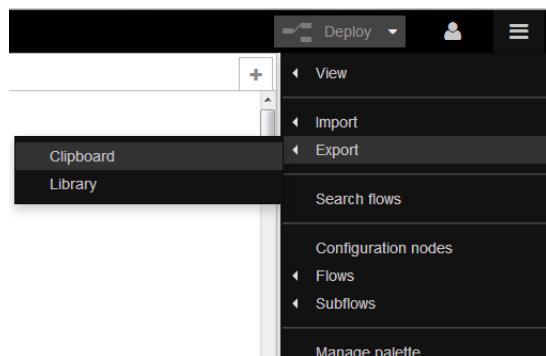 Deploy
+
View
Import
Export
Clipboard
Library
Search flows
Configuration nodes
Flows
Subflows
Manage palette